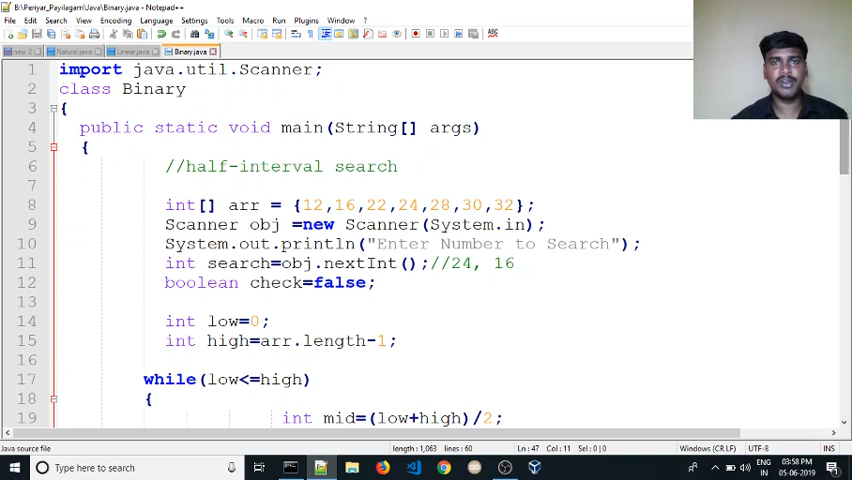 B:\Periyar_Payilagam\Java\Binary.java - Notepad++
File Edit Search View Encoding Language Settings Tools Macro Run Plugins Window ?
new 2 Natural.java Linear.java Binary.java
1 import java.util.Scanner;
2 class Binary
3 {
4 public static void main(String[] args)
5 {
6 //half-interval search
7
8 int[] arr = {12,16,22,24,28,30,32};
9 Scanner obj =new Scanner(System.in);
10 System.out.println("Enter Number to Search");
11 int search=obj.nextInt();//24, 16
12 boolean check=false;
13
14 int low=0;
15 int high=arr.length-1;
16
17 while(low<=high)
18 {
19 int mid=(low+high)/2;
Java source file length : 1,063 lines : 60 Ln : 47 Col : 11 Sel : 0 | 0 Windows (CR LF) UTF-8 INS
Type here to search ENG 03:58 PM
IN 05-06-2019